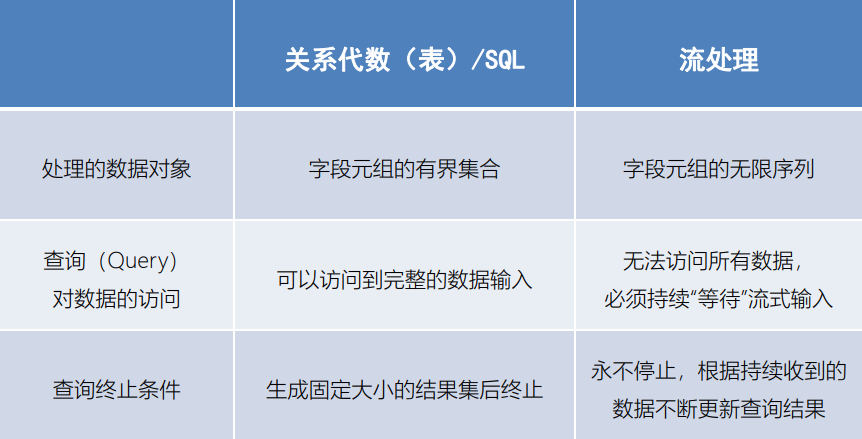 关系代数（表）/SQL
流处理
处理的数据对象
字段元组的有界集合
字段元组的无限序列
查询（Query）
对数据的访问
可以访问到完整的数据输入
无法访问所有数据，
必须持续“等待”流式输入
查询终止条件
生成固定大小的结果集后终止
永不停止，根据持续收到的
数据不断更新查询结果